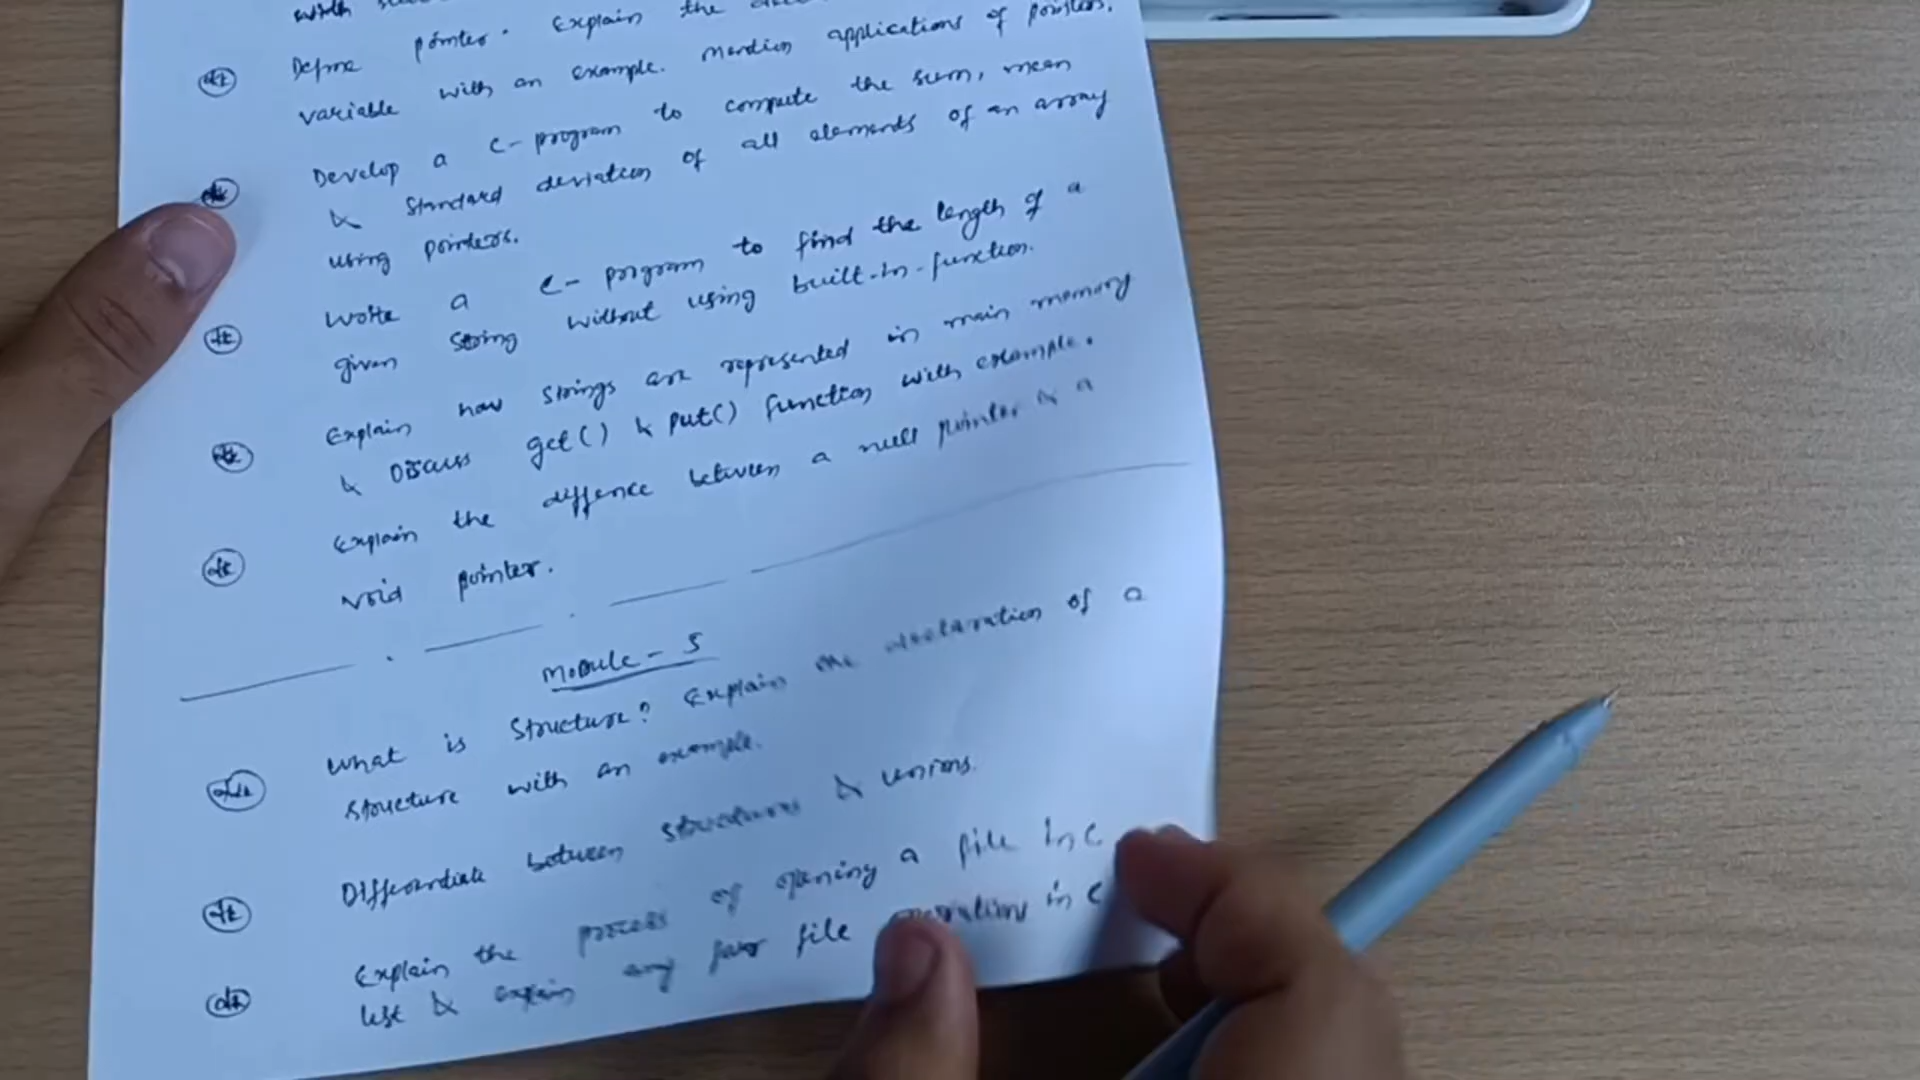 with
Define pointer. Explain the
variable with an example. Mention applications of pointers.
Develop a C-program to compute the sum, mean
& standard deviation of all elements of an array
using pointers.
Write a C-program to find the length of a
given string without using built-in-function.
Explain how strings are represented in main memory
& Discuss get() & put() function with example.
Explain the diffence between a null pointer & a
void pointer.
Module-5
What is Structure? Explain the declaration of a
structure with an example.
Differentiate between structures & unions.
Explain the process of opening a file in C
list & explain any four file operations in C